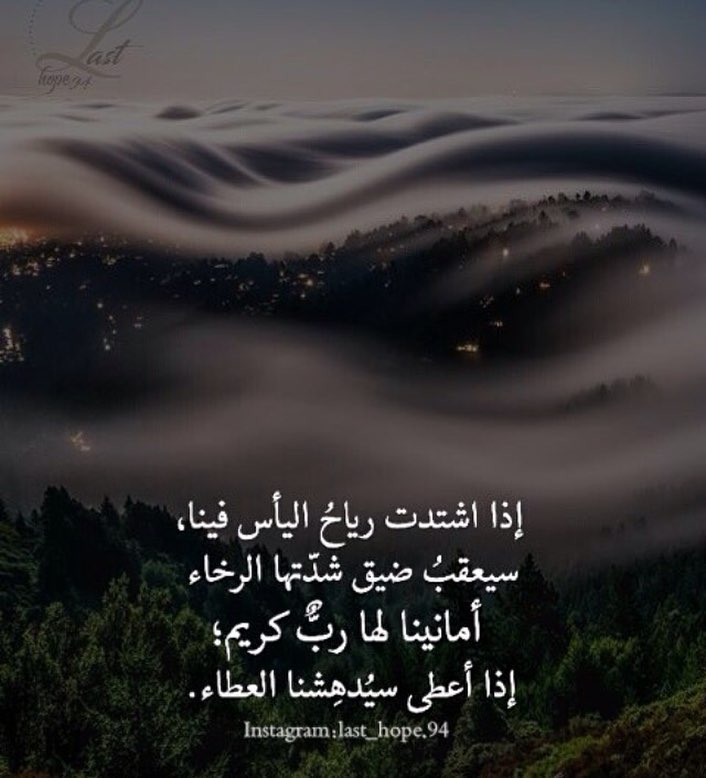 Last
hope.94
إذا اشتدت رياحُ اليأس فينا،
سيعقبُ ضيق شدّتها الرخاء
أمانينا لها ربٌّ كريم؛
إذا أعطى سيُدهِشنا العطاء.
Instagram:last_hope.94